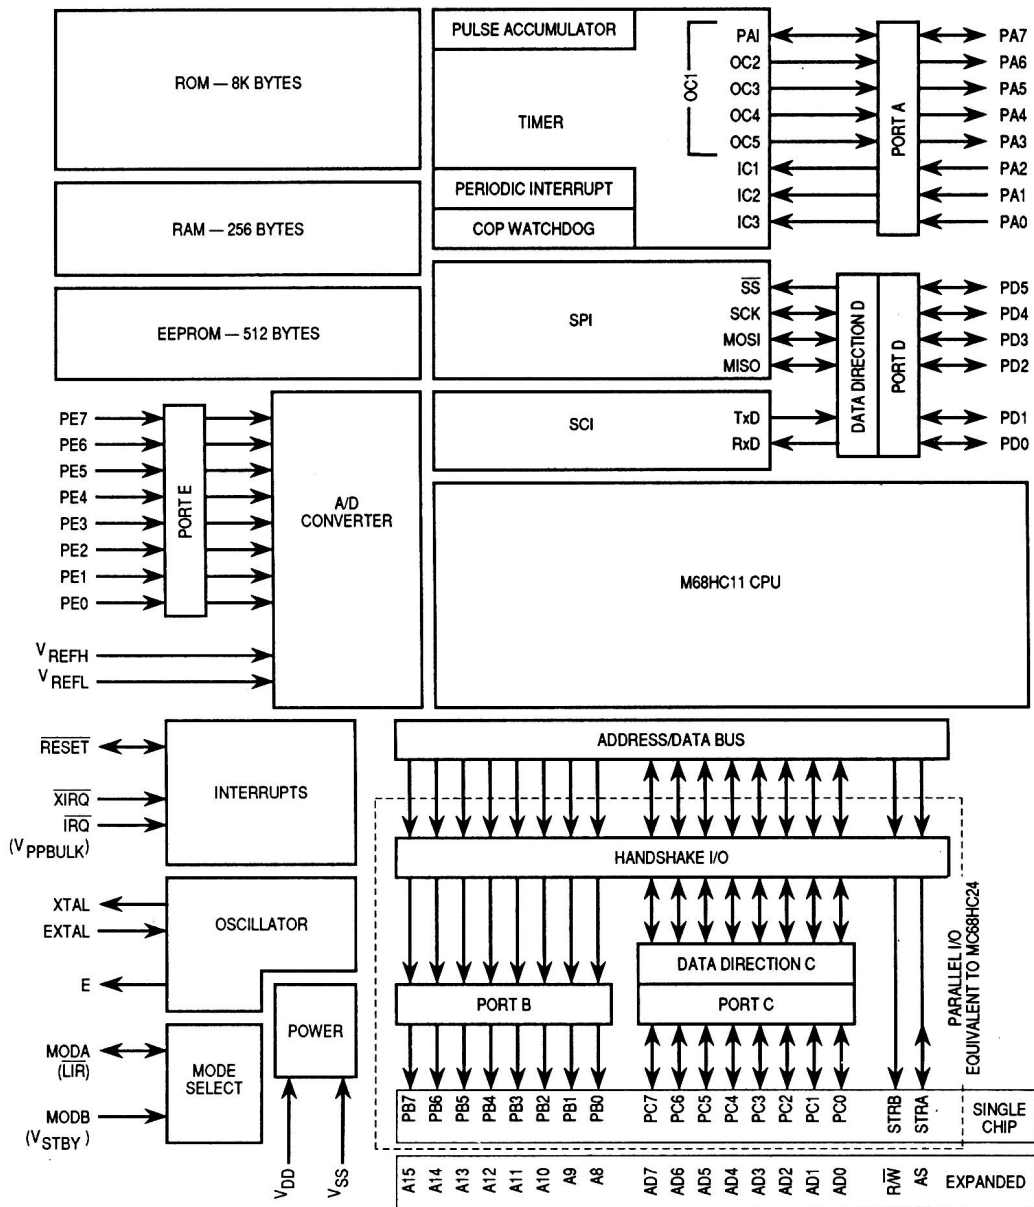 ROM — 8K BYTES
RAM — 256 BYTES
EEPROM — 512 BYTES
PULSE ACCUMULATOR
TIMER
PERIODIC INTERRUPT
COP WATCHDOG
OC1
PAI
OC2
OC3
OC4
OC5
IC1
IC2
IC3
PORT A
PA7
PA6
PA5
PA4
PA3
PA2
PA1
PA0
SPI
SS
SCK
MOSI
MISO
SCI
TxD
RxD
DATA DIRECTION D
PORT D
PD5
PD4
PD3
PD2
PD1
PD0
PE7
PE6
PE5
PE4
PE3
PE2
PE1
PE0
PORT E
A/D
CONVERTER
VREFH
VREFL
M68HC11 CPU
RESET
XIRQ
IRQ
(VPPBULK)
INTERRUPTS
XTAL
EXTAL
E
OSCILLATOR
MODA
(LIR)
MODB
(VSTBY)
MODE
SELECT
POWER
VDD
VSS
ADDRESS/DATA BUS
HANDSHAKE I/O
DATA DIRECTION C
PORT B
PORT C
PARALLEL I/O
EQUIVALENT TO MC68HC24
PB7
PB6
PB5
PB4
PB3
PB2
PB1
PB0
PC7
PC6
PC5
PC4
PC3
PC2
PC1
PC0
STRB
STRA
SINGLE
CHIP
A15
A14
A13
A12
A11
A10
A9
A8
AD7
AD6
AD5
AD4
AD3
AD2
AD1
AD0
R/W
AS
EXPANDED